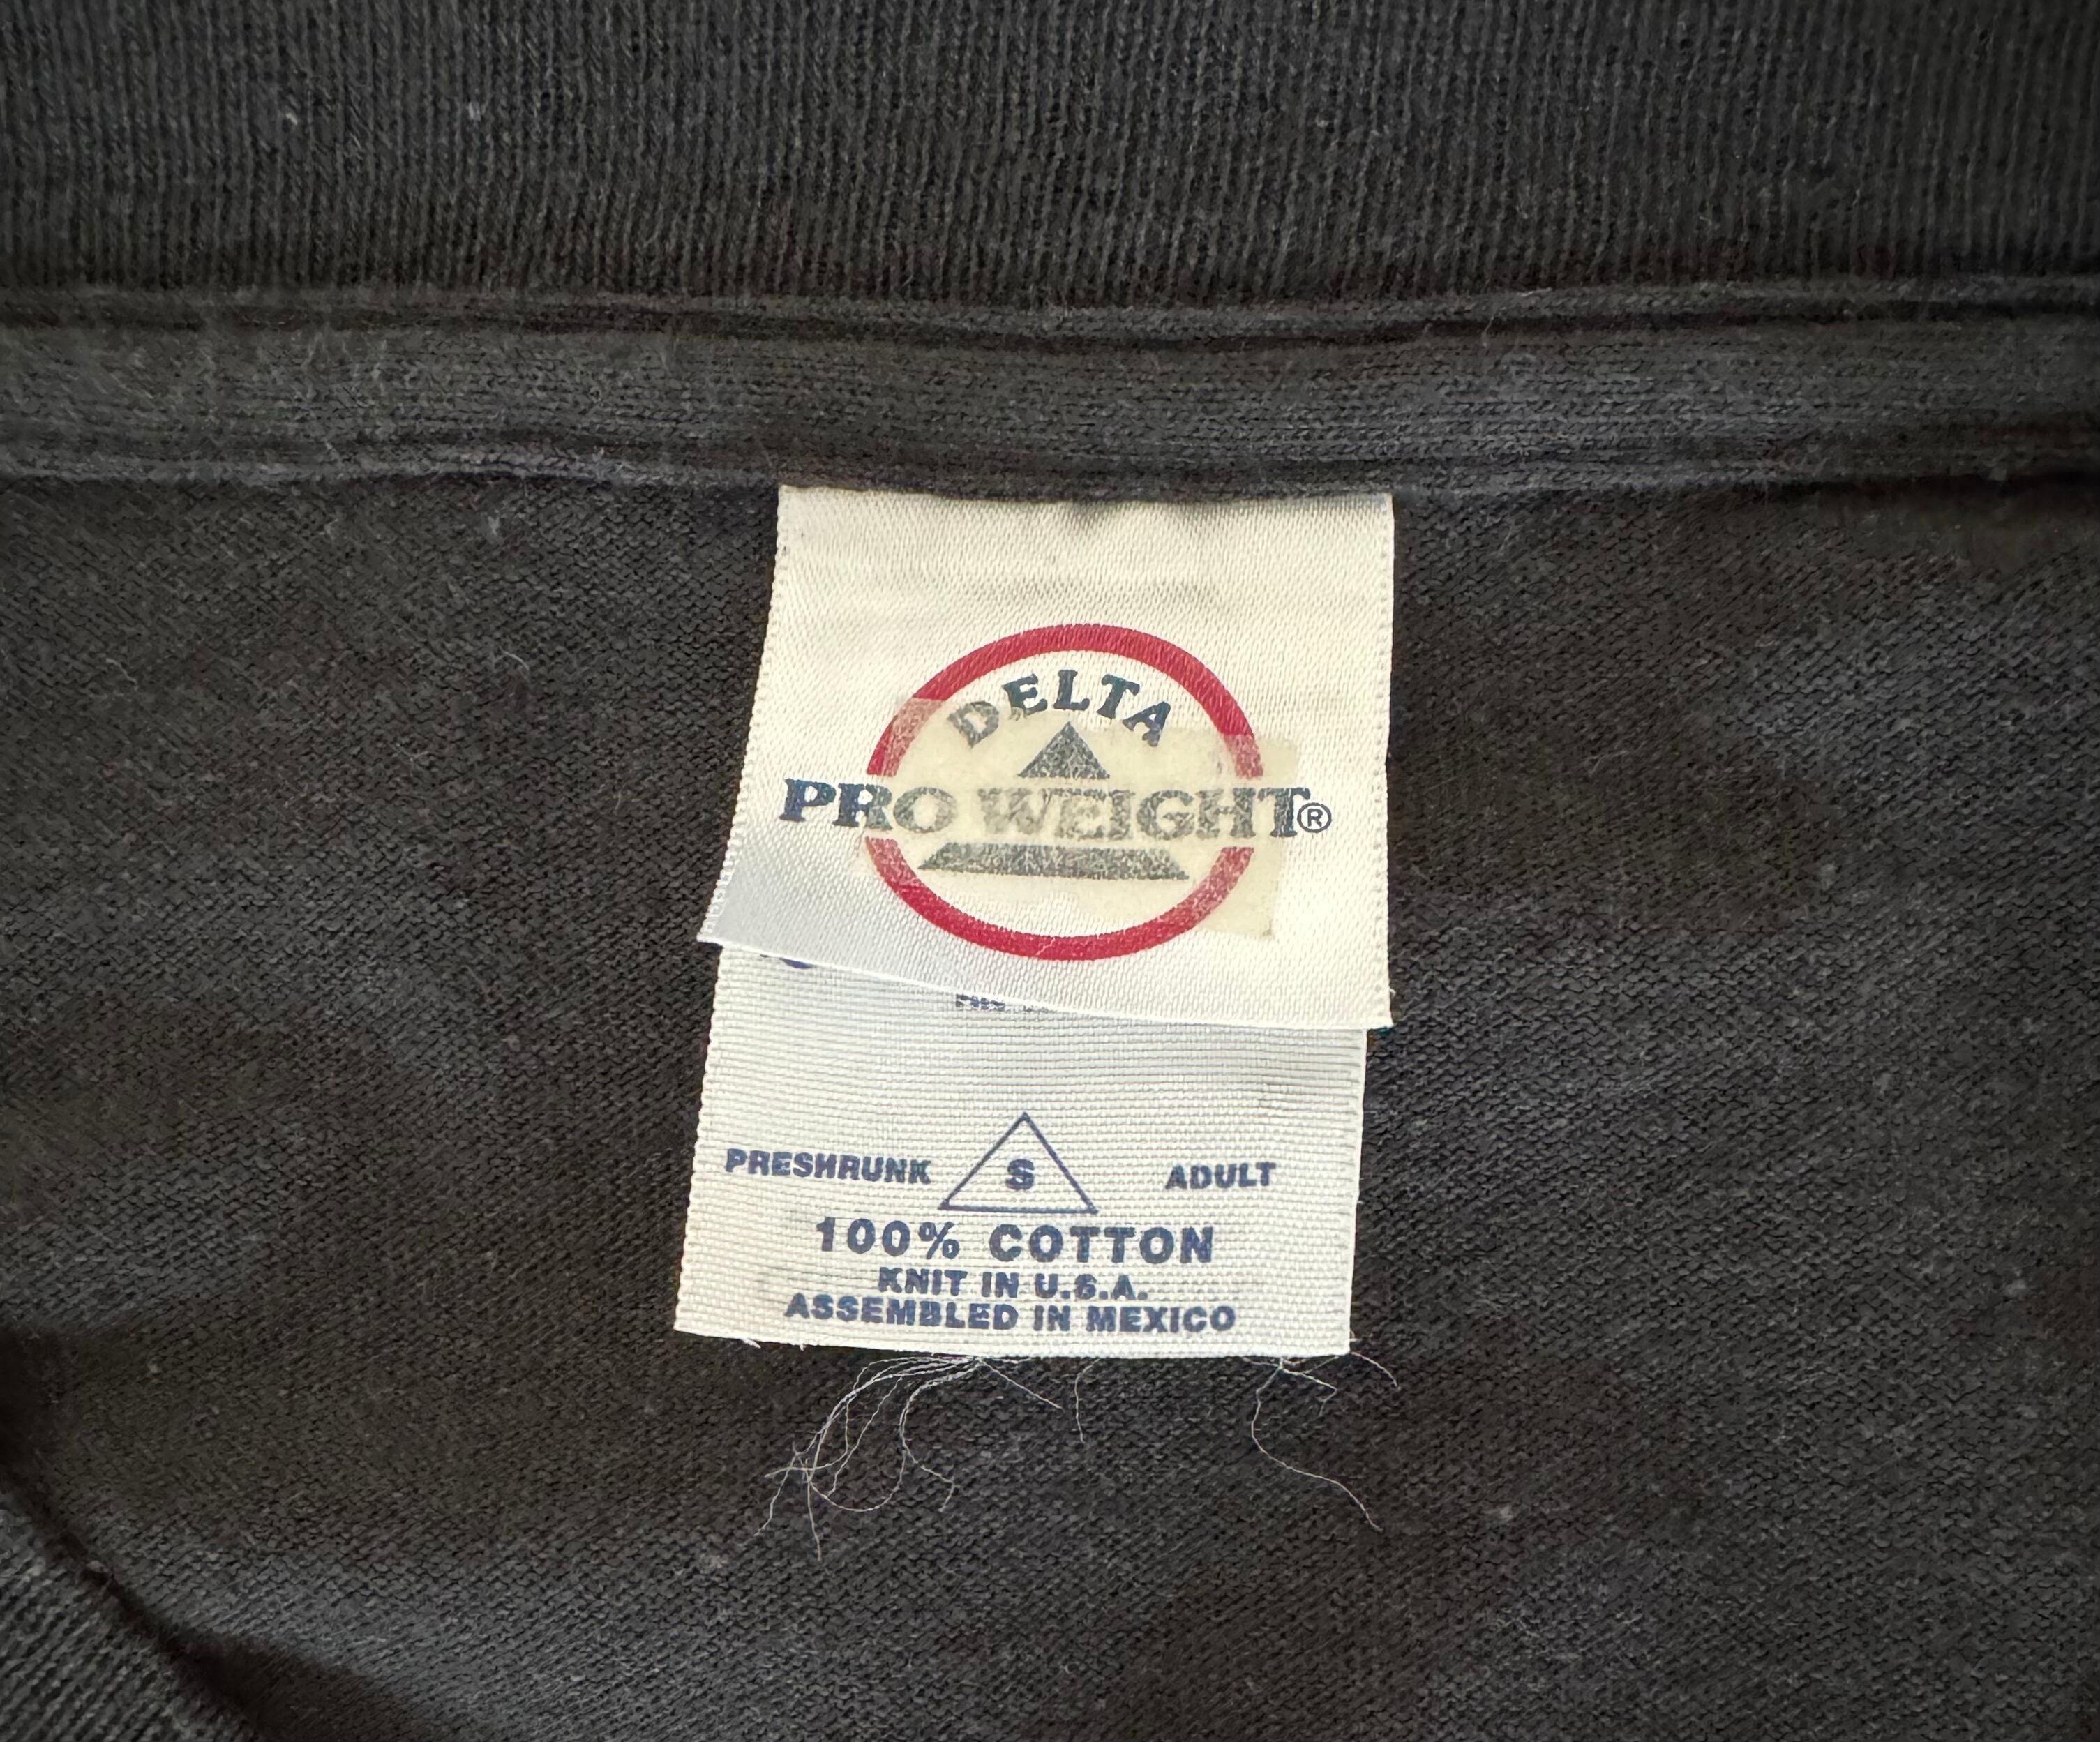 DELTA
PRO WEIGHT®
PRESHRUNK S ADULT
100% COTTON
KNIT IN U.S.A.
ASSEMBLED IN MEXICO